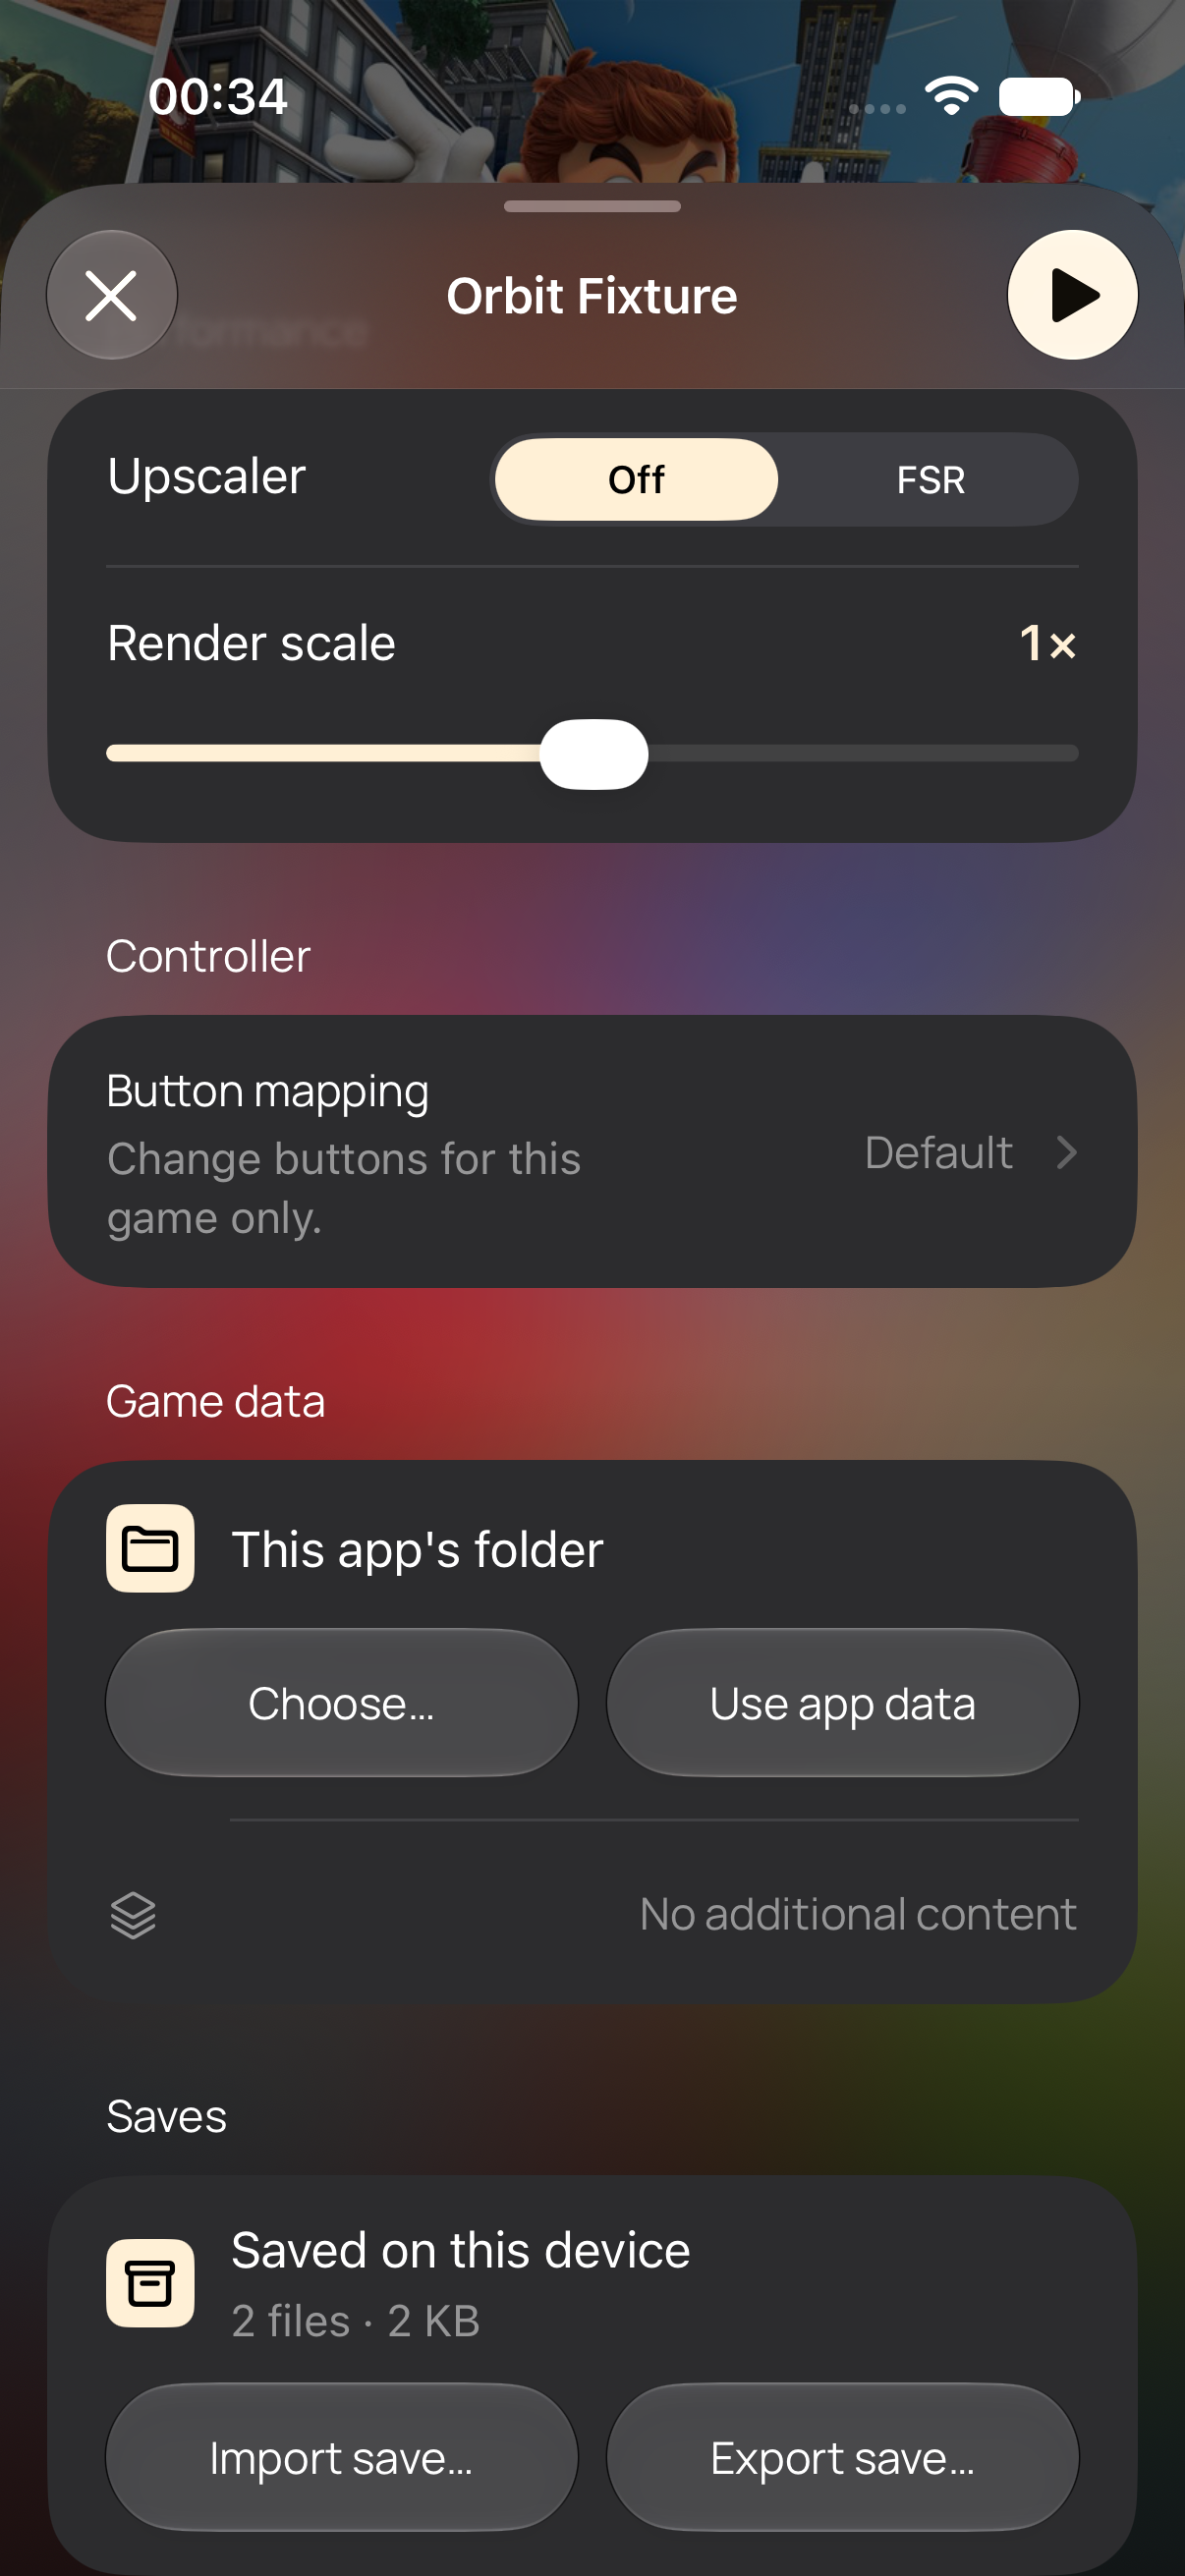 00:34
Orbit Fixture
Performance
Upscaler
Off
FSR
Render scale
1×
Controller
Button mapping
Change buttons for this
game only.
Default
Game data
This app's folder
Choose...
Use app data
No additional content
Saves
Saved on this device
2 files · 2 KB
Import save...
Export save...